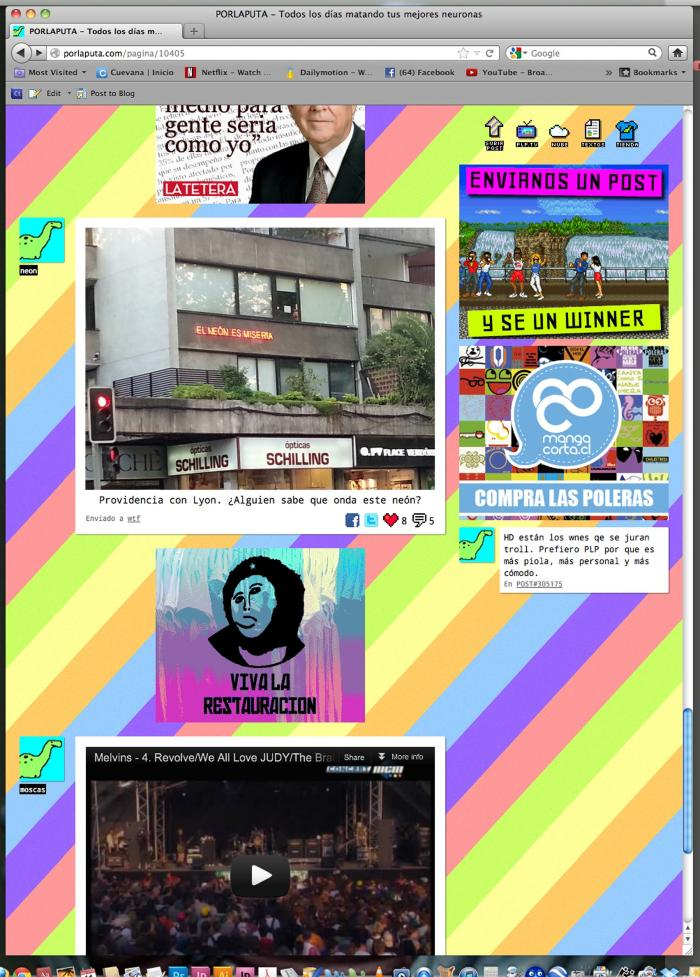 PORLAPUTA – Todos los días matando tus mejores neuronas
PORLAPUTA – Todos los días m...
porlaputa.com/pagina/10405
Google
Most Visited
Cuevana | Inicio
Netflix - Watch ...
Dailymotion - W...
(64) Facebook
YouTube - Broa...
Bookmarks
Edit
Post to Blog
medio para
gente seria
como yo”
LATETERA
SUBIR
POST
PLP.TV
NUBE
TEXTOS
TIENDA
ENVIANOS UN POST
Y SE UN WINNER
neon
EL NEÓN ES MISERIA
ópticas
SCHILLING
ópticas
SCHILLING
Providencia con Lyon. ¿Alguien sabe que onda este neón?
Enviado a wtf
8
5
manga
corta.cl
COMPRA LAS POLERAS
HD están los wnes qe se juran
troll. Prefiero PLP por que es
más piola, más personal y más
cómodo.
En POST#305175
VIVA LA
RESTAURACION
moscas
Melvins - 4. Revolve/We All Love JUDY/The Bra
Share
More info
CONCERT